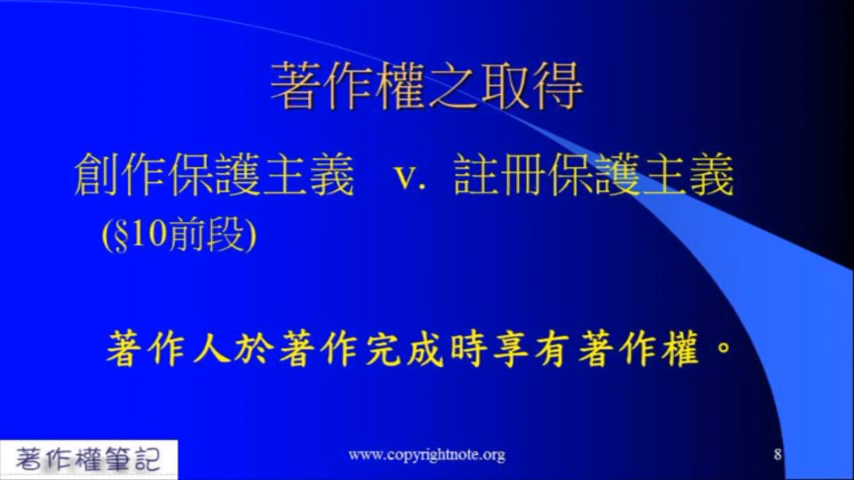 著作權之取得
創作保護主義 v. 註冊保護主義
(§10前段)
著作人於著作完成時享有著作權。
著作權筆記
www.copyrightnote.org
8